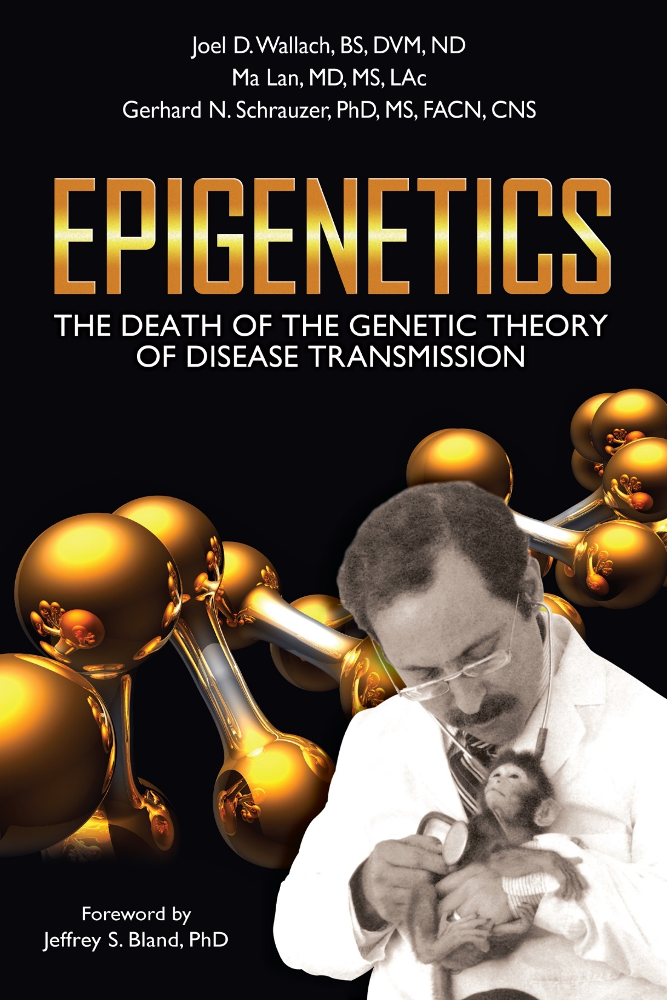 Joel D. Wallach, BS, DVM, ND
Ma Lan, MD, MS, LAc
Gerhard N. Schrauzer, PhD, MS, FACN, CNS
EPIGENETICS
THE DEATH OF THE GENETIC THEORY
OF DISEASE TRANSMISSION
Foreword by
Jeffrey S. Bland, PhD